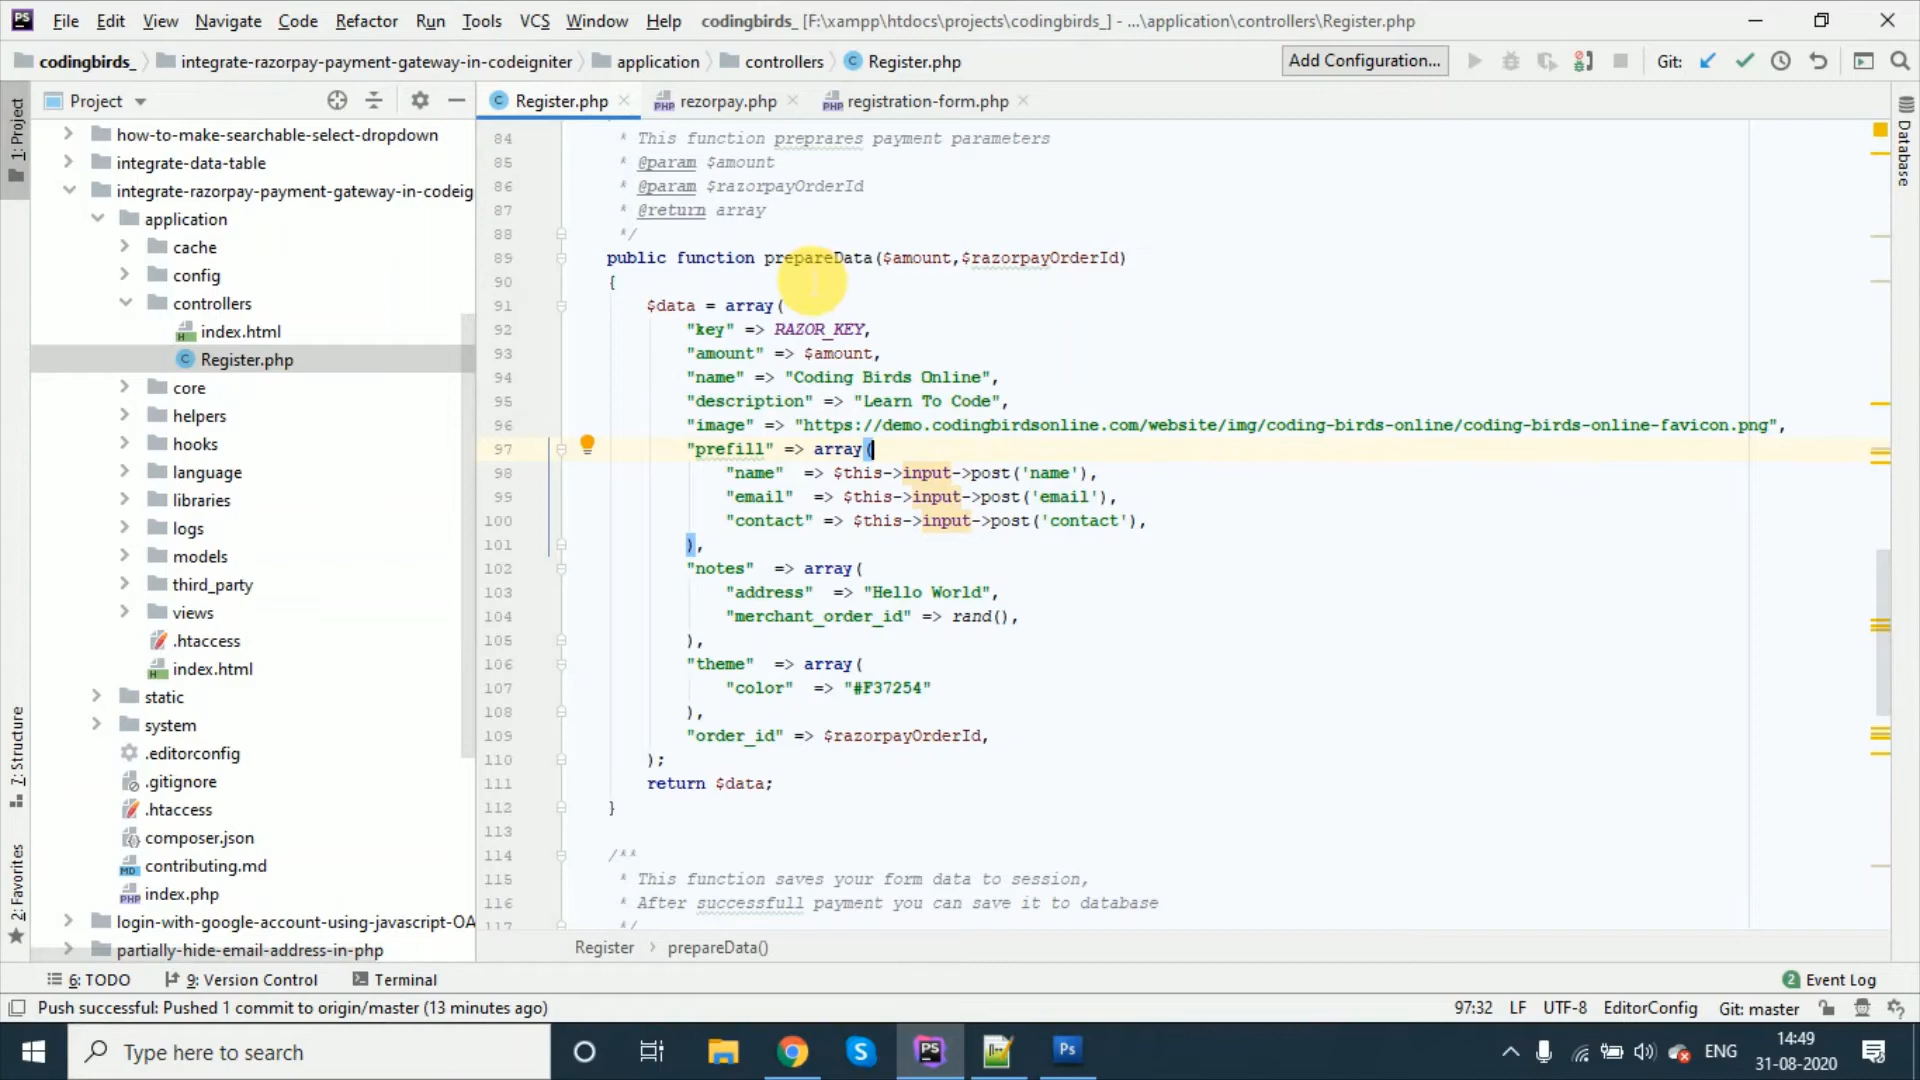 PS File Edit View Navigate Code Refactor Run Tools VCS Window Help codingbirds_ [F:\xampp\htdocs\projects\codingbirds_] - ...\application\controllers\Register.php
codingbirds_ integrate-razorpay-payment-gateway-in-codeigniter application controllers C Register.php Add Configuration... Git:
1: Project
Project
C Register.php PHP rezorpay.php PHP registration-form.php
Database
how-to-make-searchable-select-dropdown
integrate-data-table
integrate-razorpay-payment-gateway-in-codeig
application
cache
config
controllers
H index.html
C Register.php
core
helpers
hooks
language
libraries
logs
models
third_party
views
.htaccess
H index.html
static
system
.editorconfig
.gitignore
.htaccess
composer.json
MD contributing.md
PHP index.php
login-with-google-account-using-javascript-OA
partially-hide-email-address-in-php
7: Structure
2: Favorites
84 * This function preprares payment parameters
85 * @param $amount
86 * @param $razorpayOrderId
87 * @return array
88 */
89 public function prepareData($amount,$razorpayOrderId)
90 {
91 $data = array(
92 "key" => RAZOR_KEY,
93 "amount" => $amount,
94 "name" => "Coding Birds Online",
95 "description" => "Learn To Code",
96 "image" => "https://demo.codingbirdsonline.com/website/img/coding-birds-online/coding-birds-online-favicon.png",
97 "prefill" => array(
98 "name"  => $this->input->post('name'),
99 "email"  => $this->input->post('email'),
100 "contact" => $this->input->post('contact'),
101 ),
102 "notes"  => array(
103 "address"  => "Hello World",
104 "merchant_order_id" => rand(),
105 ),
106 "theme"  => array(
107 "color"  => "#F37254"
108 ),
109 "order_id" => $razorpayOrderId,
110 );
111 return $data;
112 }
113
114 /**
115 * This function saves your form data to session,
116 * After successfull payment you can save it to database
117 */
Register prepareData()
6: TODO 9: Version Control Terminal 2 Event Log
Push successful: Pushed 1 commit to origin/master (13 minutes ago) 97:32 LF UTF-8 EditorConfig Git: master
Type here to search S PS Ps ENG 14:49
31-08-2020